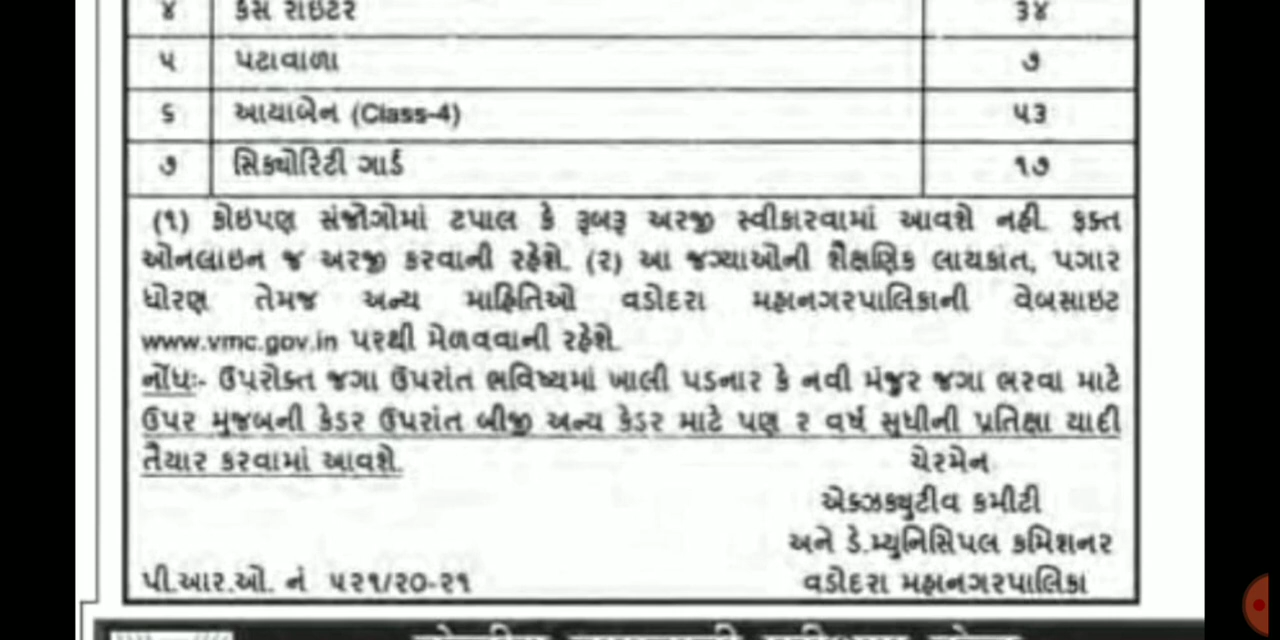 ૪ કેસ રાઇટર ૩૪
૫ પટાવાળા ૭
૬ આયાબેન (Class-4) ૫૩
૭ સિક્યોરિટી ગાર્ડ ૧૭
(૧) કોઇપણ સંજોગોમાં ટપાલ કે રૂબરૂ અરજી સ્વીકારવામાં આવશે નહી. ફક્ત
ઓનલાઇન જ અરજી કરવાની રહેશે. (૨) આ જગ્યાઓની શૈક્ષણિક લાયકાત, પગાર
ધોરણ તેમજ અન્ય માહિતિઓ વડોદરા મહાનગરપાલિકાની વેબસાઇટ
www.vmc.gov.in પરથી મેળવવાની રહેશે.
નોંધઃ- ઉપરોક્ત જગા ઉપરાંત ભવિષ્યમાં ખાલી પડનાર કે નવી મંજુર જગા ભરવા માટે
ઉપર મુજબની કેડર ઉપરાંત બીજી અન્ય કેડર માટે પણ ૨ વર્ષ સુધીની પ્રતિક્ષા યાદી
તૈયાર કરવામાં આવશે.
ચેરમેન
એક્ઝક્યુટીવ કમીટી
અને ડે.મ્યુનિસિપલ કમિશનર
પી.આર.ઓ. નં ૫૨૧/૨૦-૨૧ વડોદરા મહાનગરપાલિકા